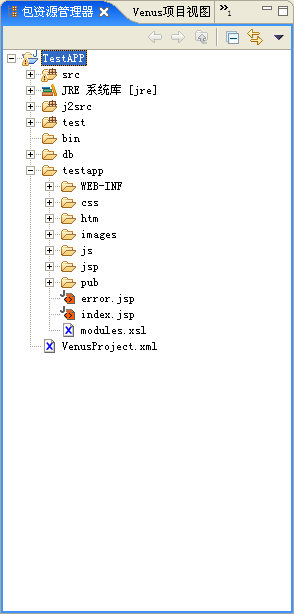 包资源管理器 Venus项目视图 »1
TestAPP
src
JRE 系统库 [jre]
j2src
test
bin
db
testapp
WEB-INF
css
htm
images
js
jsp
pub
error.jsp
index.jsp
modules.xsl
VenusProject.xml